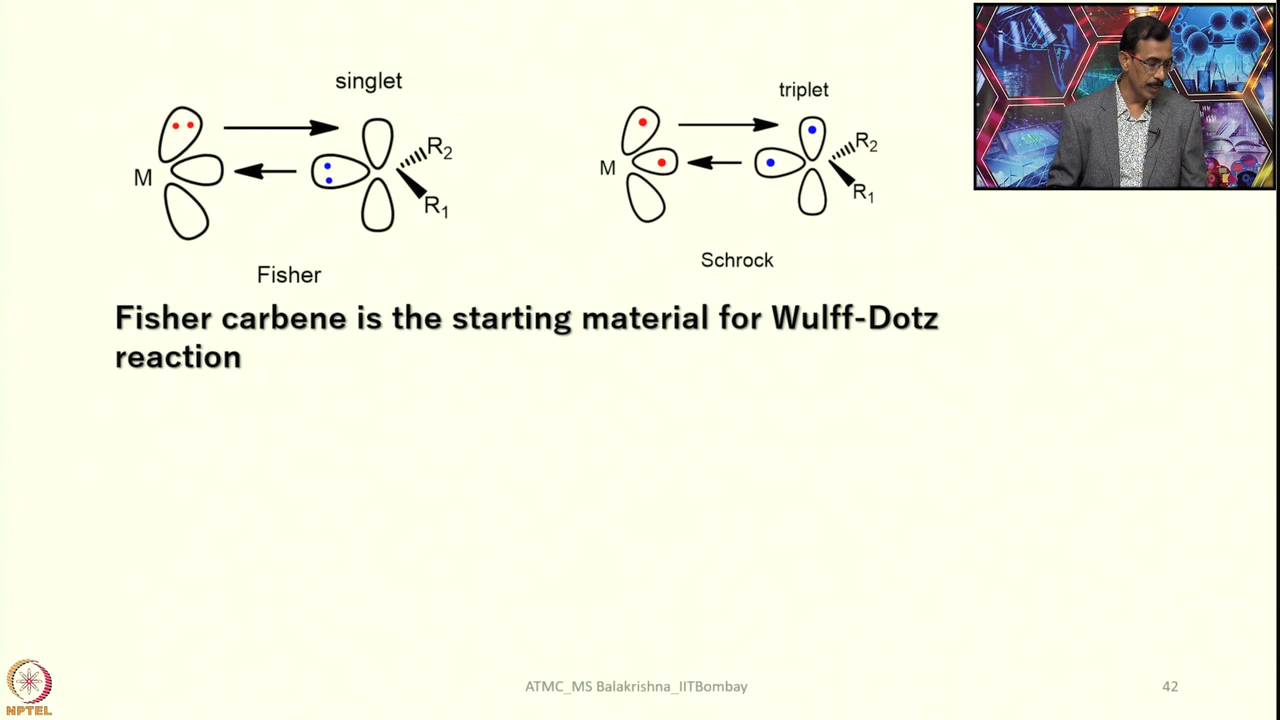 singlet
triplet
M
R2
R1
M
R2
R1
Fisher
Schrock
Fisher carbene is the starting material for Wulff-Dotz
reaction
NPTEL
ATMC_MS Balakrishna_IITBombay
42